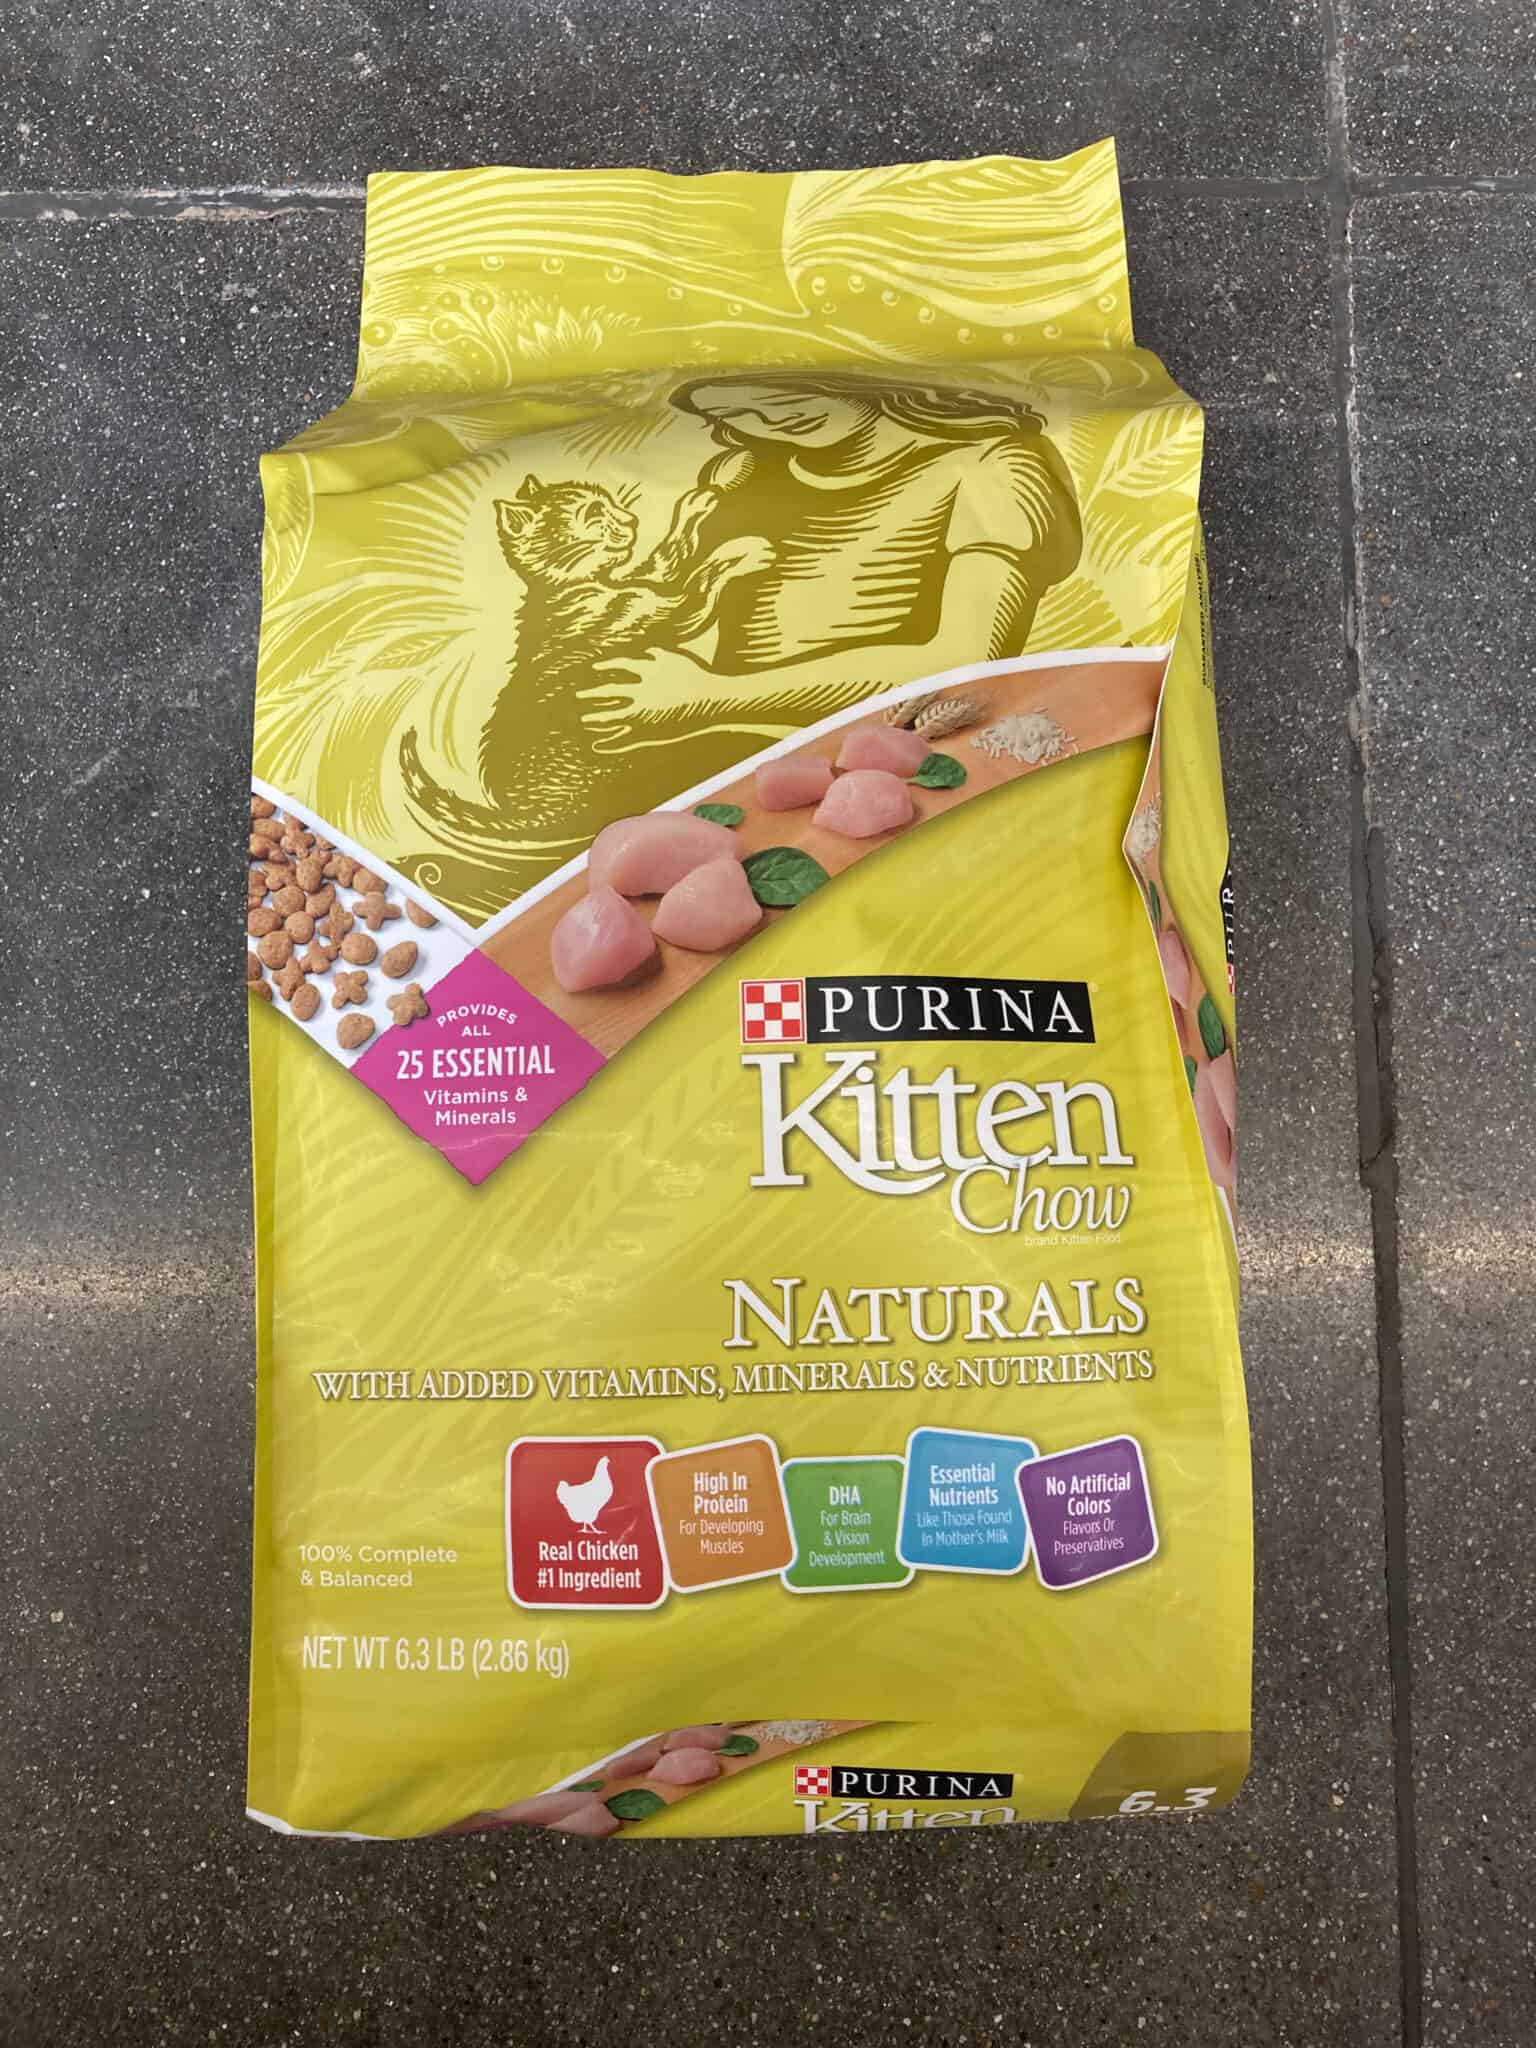 PROVIDES
ALL
25 ESSENTIAL
Vitamins &
Minerals
PURINA
Kitten
Chow
brand Kitten Food
NATURALS
WITH ADDED VITAMINS, MINERALS & NUTRIENTS
Real Chicken
#1 Ingredient
High In
Protein
For Developing
Muscles
DHA
For Brain
& Vision
Development
Essential
Nutrients
Like Those Found
In Mother's Milk
No Artificial
Colors
Flavors Or
Preservatives
100% Complete
& Balanced
NET WT 6.3 LB (2.86 kg)
PURINA
Kitten
6.3
GUARANTEED ANALYSIS
PUR